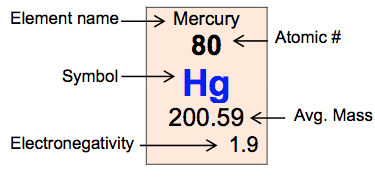 Element name
Mercury
80
Atomic #
Symbol
Hg
200.59
Avg. Mass
Electronegativity
1.9